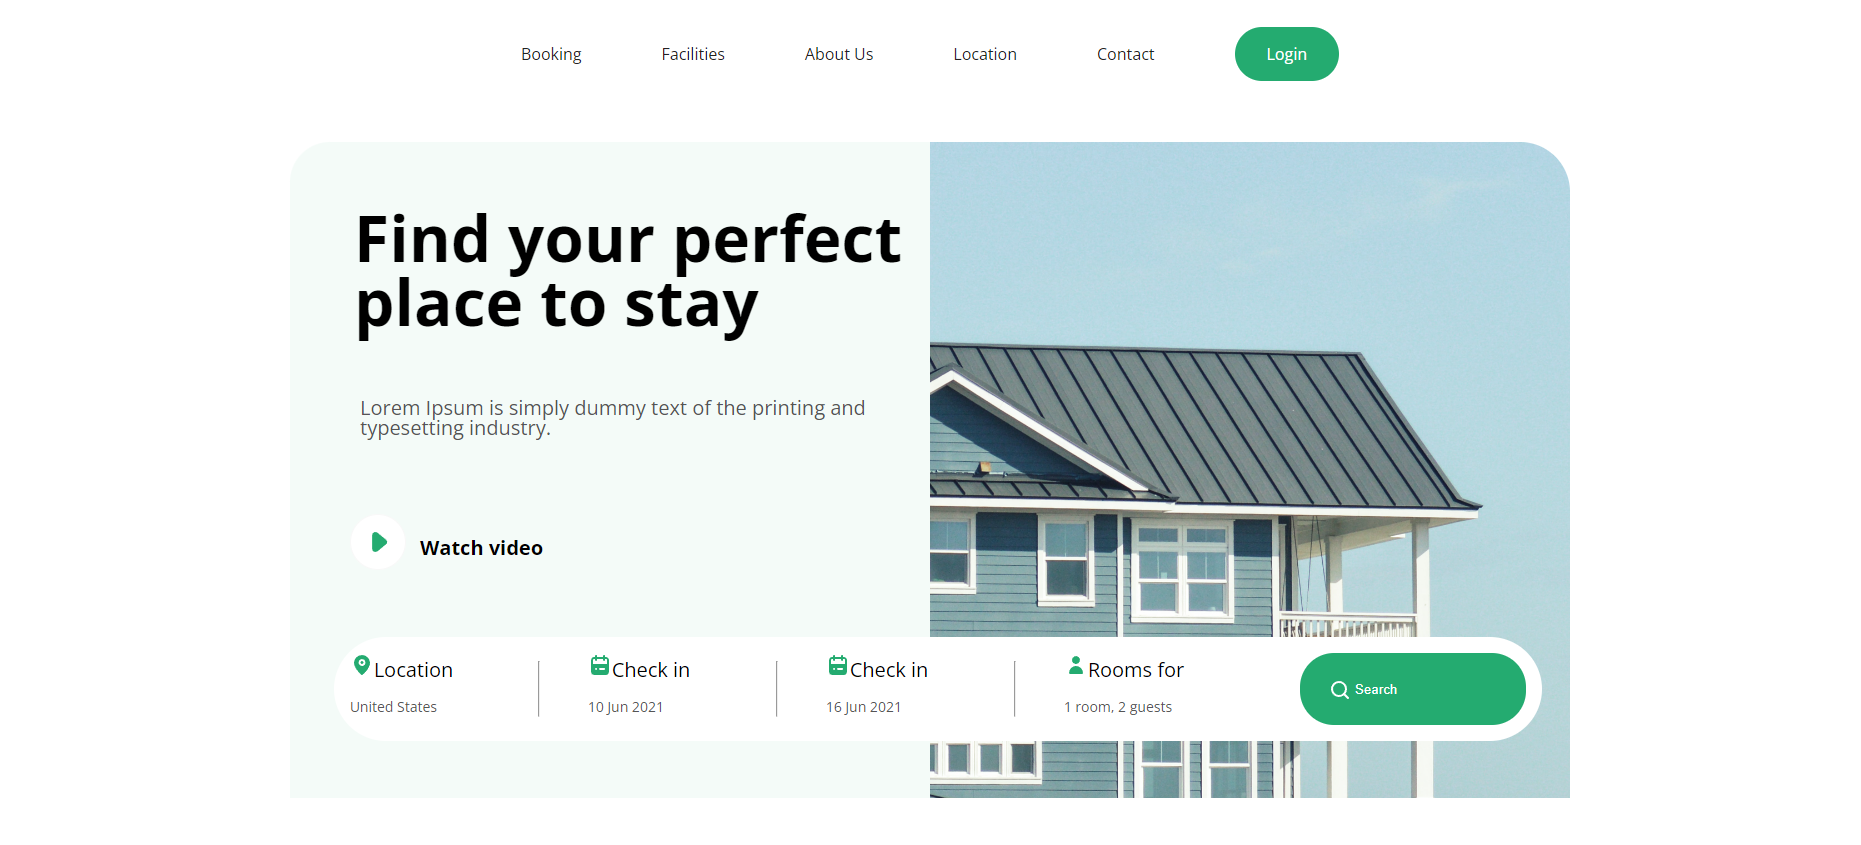 Booking Facilities About Us Location Contact Login
Find your perfect
place to stay
Lorem Ipsum is simply dummy text of the printing and
typesetting industry.
Watch video
Location Check in Check in Rooms for
Search
United States 10 Jun 2021 16 Jun 2021 1 room, 2 guests